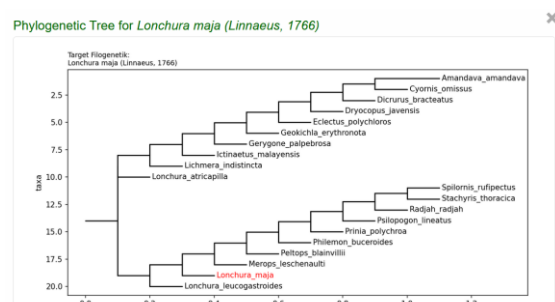 Phylogenetic Tree for Lonchura maja (Linnaeus, 1766)
×
Target Filogenetik:
Lonchura maja (Linnaeus, 1766)
Amandava_amandava
Cyornis_omissus
2.5
Dicrurus_bracteatus
Dryocopus_javensis
5.0
Eclectus_polychloros
Geokichla_erythronota
Gerygone_palpebrosa
7.5
Ictinaetus_malayensis
Lichmera_indistincta
10.0
Lonchura_atricapilla
taxa
Spilornis_rufipectus
Stachyris_thoracica
12.5
Radjah_radjah
Psilopogon_lineatus
15.0
Prinia_polychroa
Philemon_buceroides
Peltops_blainvillii
17.5
Merops_leschenaulti
Lonchura_maja
20.0
Lonchura_leucogastroides